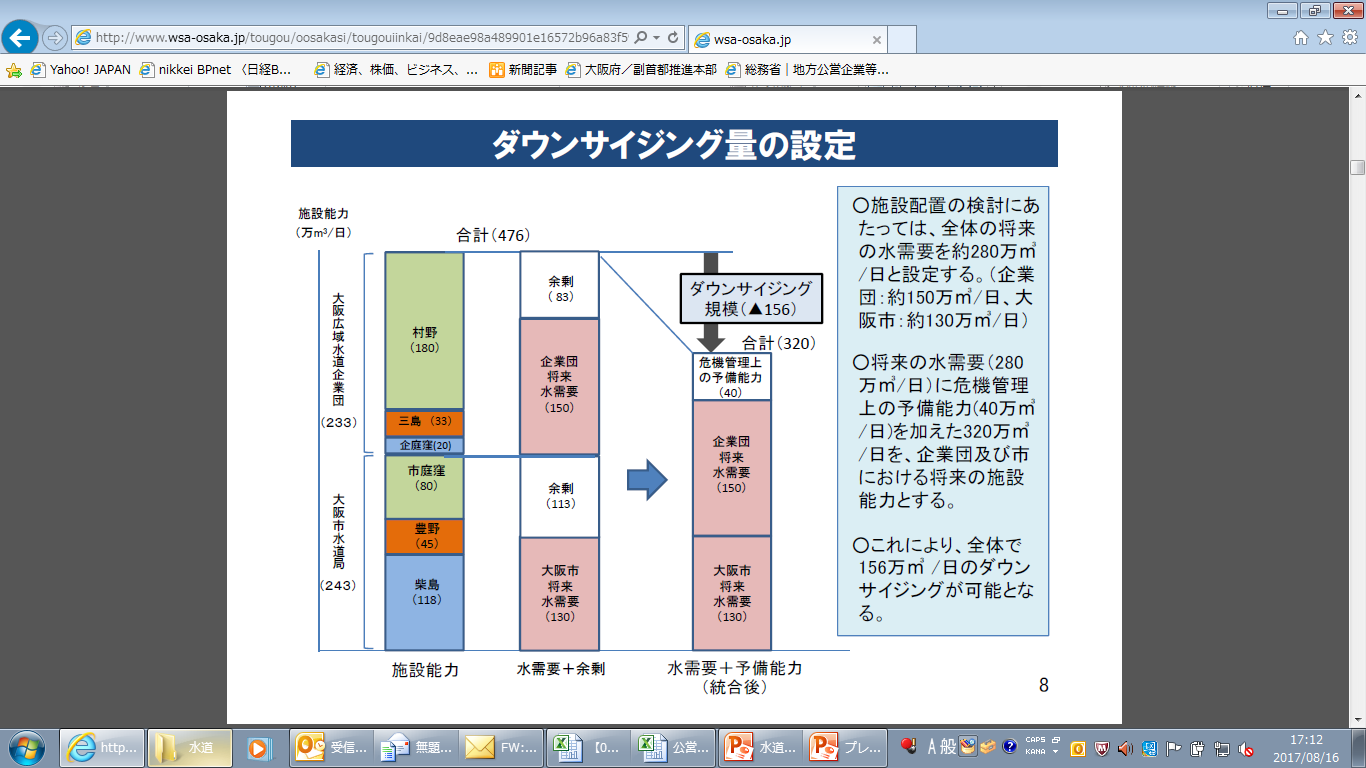 http://www.wsa-osaka.jp/tougou/oosakasi/tougouiinkai/9d8eae98a489901e16572b96a83f5
wsa-osaka.jp
Yahoo! JAPAN
nikkei BPnet 〈日経B...
経済、株価、ビジネス、...
新聞記事
大阪府／副首都推進本部
総務省｜地方公営企業等...
ダウンサイジング量の設定
施設能力
（万m³/日）
合計（476）
大阪広域水道企業団
（233）
大阪市水道局
（243）
村野
（180）
三島 （33）
企庭窪(20)
市庭窪
（80）
豊野
（45）
柴島
（118）
施設能力
余剰
（ 83）
企業団
将来
水需要
（150）
余剰
（113）
大阪市
将来
水需要
（130）
水需要＋余剰
ダウンサイジング
規模（▲156）
合計（320）
危機管理上
の予備能力
（40）
企業団
将来
水需要
（150）
大阪市
将来
水需要
（130）
水需要＋予備能力
（統合後）
○施設配置の検討にあ
たっては、全体の将来
の水需要を約280万㎥
/日と設定する。（企業
団：約150万㎥/日、大
阪市：約130万㎥/日）
○将来の水需要（280
万㎥/日）に危機管理
上の予備能力(40万㎥
/日)を加えた320万㎥
/日を、企業団及び市
における将来の施設
能力とする。
○これにより、全体で
156万㎥ /日のダウン
サイジングが可能とな
る。
8
http...
水道
受信...
無題...
FW:...
【0...
公営...
水道...
プレ...
A 般
CAPS
KANA
17:12
2017/08/16